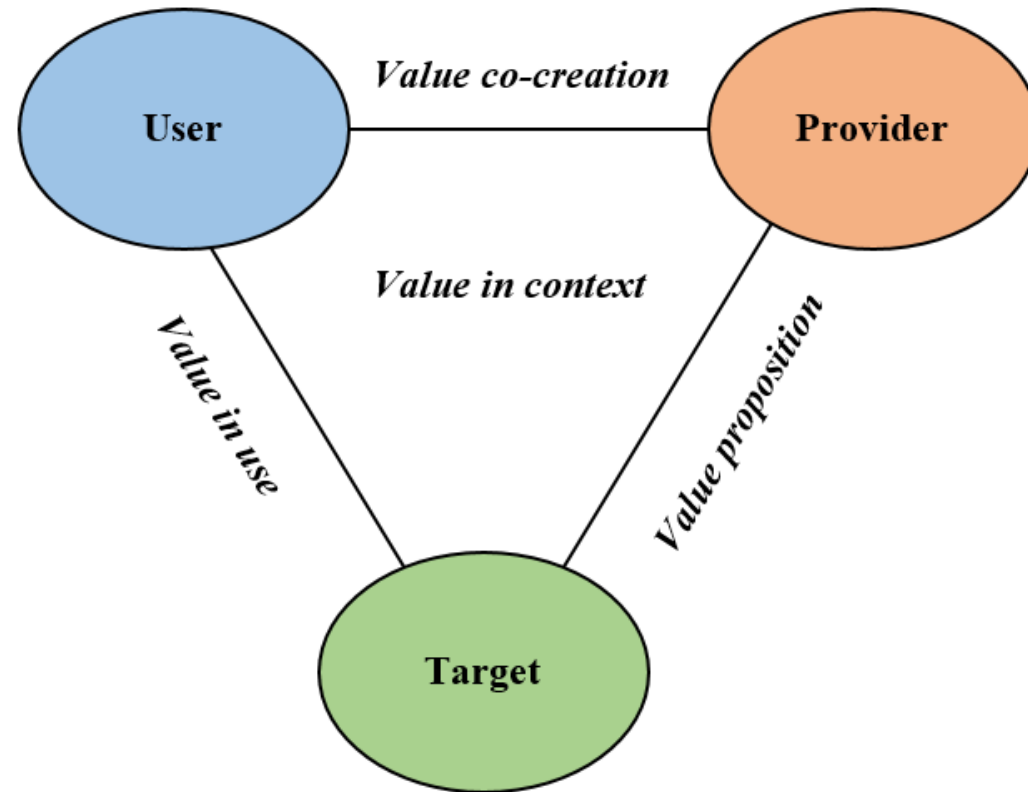 Value co-creation
User
Provider
Value in context
Value in use
Value proposition
Target